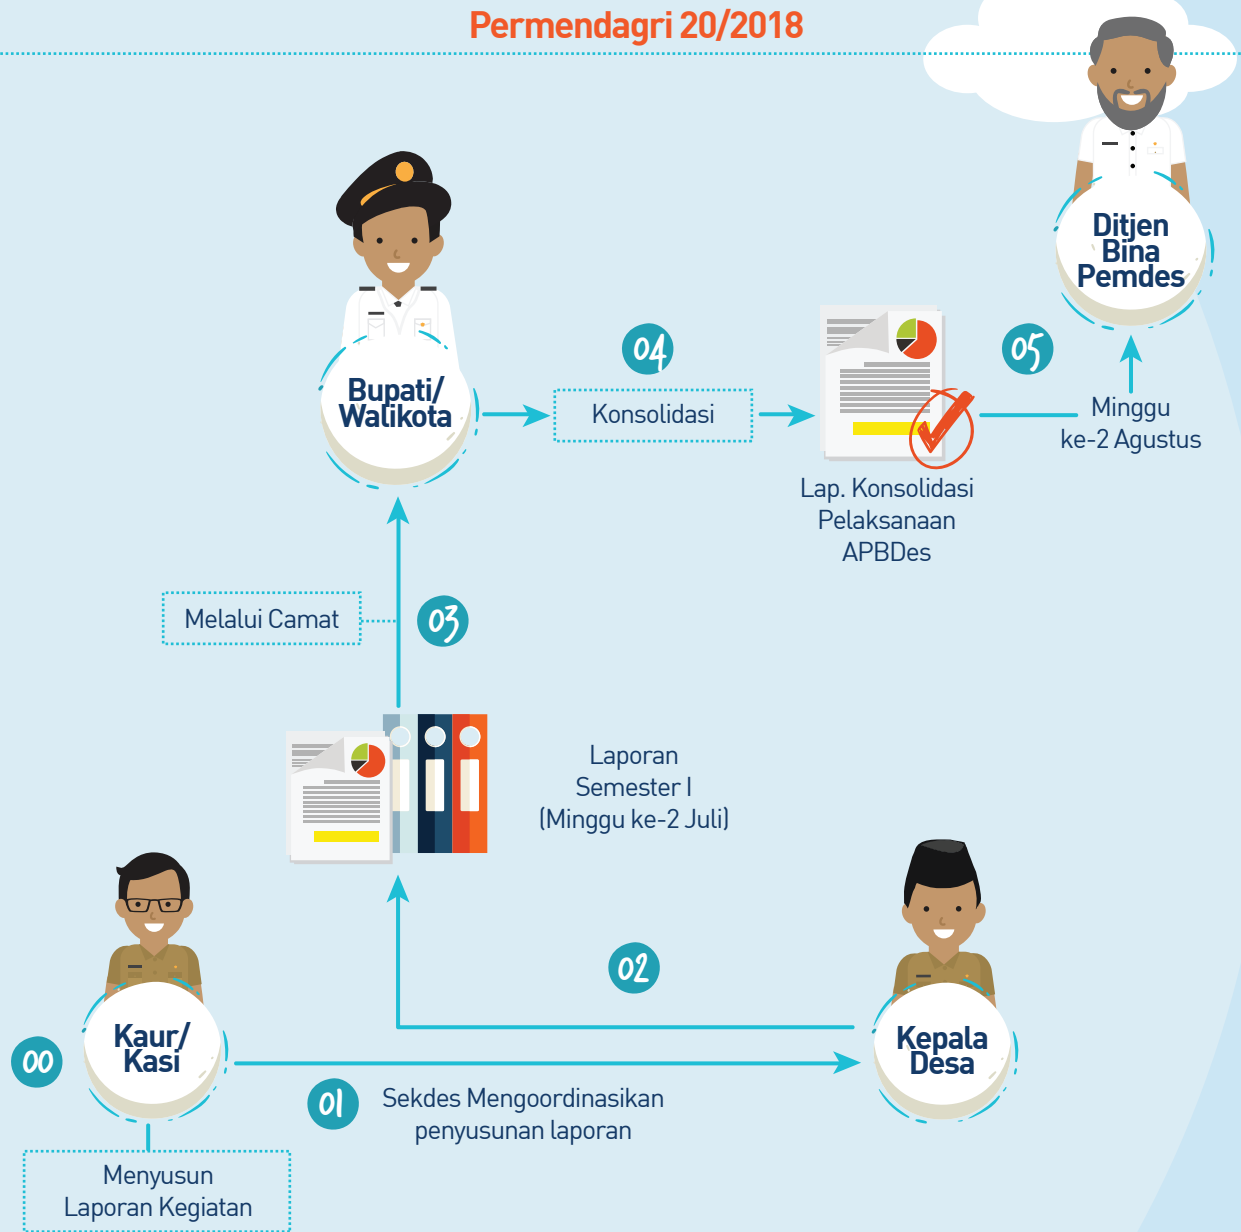 Permendagri 20/2018
Ditjen
Bina
Pemdes
04
05
Bupati/
Walikota
Konsolidasi
Minggu
ke-2 Agustus
Lap. Konsolidasi
Pelaksanaan
APBDes
Melalui Camat
03
Laporan
Semester I
(Minggu ke-2 Juli)
02
00
Kaur/
Kasi
Kepala
Desa
01
Sekdes Mengoordinasikan
penyusunan laporan
Menyusun
Laporan Kegiatan